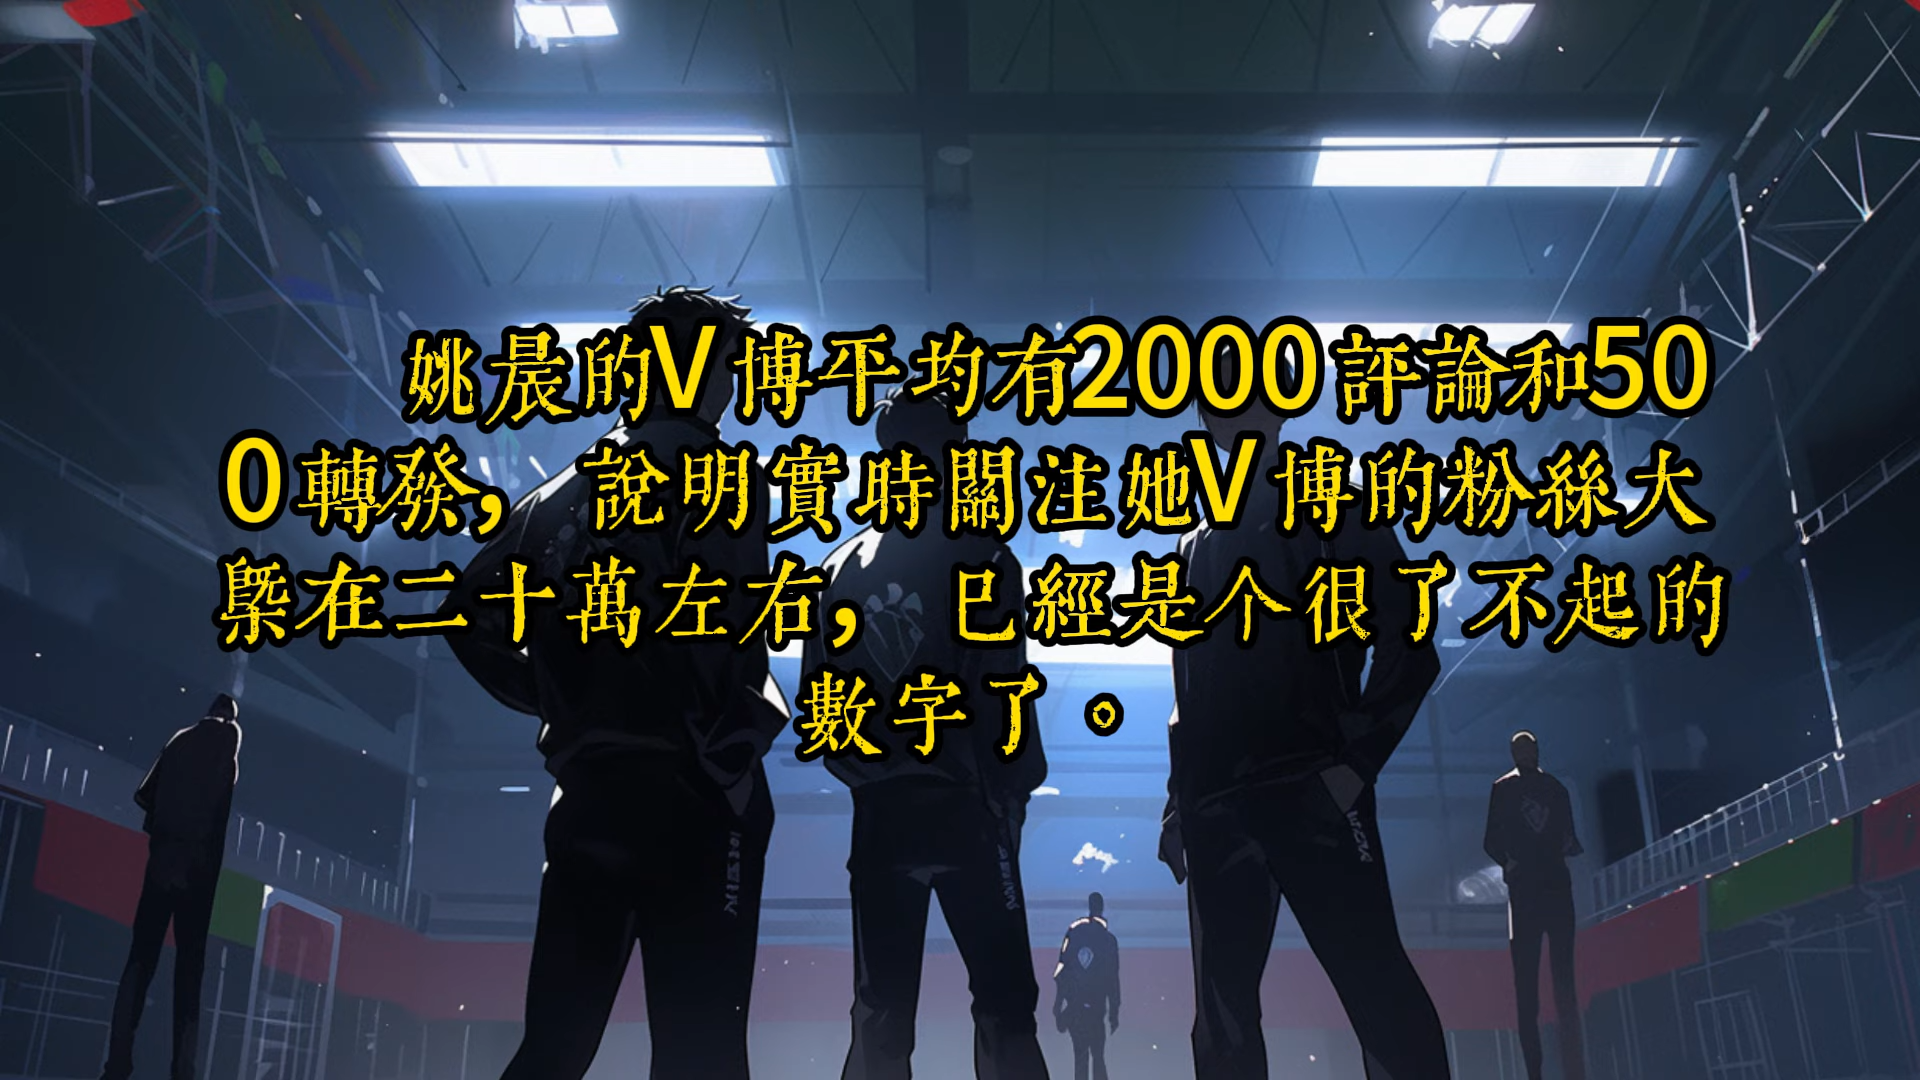 姚晨的V博平均有2000評論和50
0轉發，說明實時關注她V博的粉絲大
槩在二十萬左右，已經是个很了不起的
數字了。